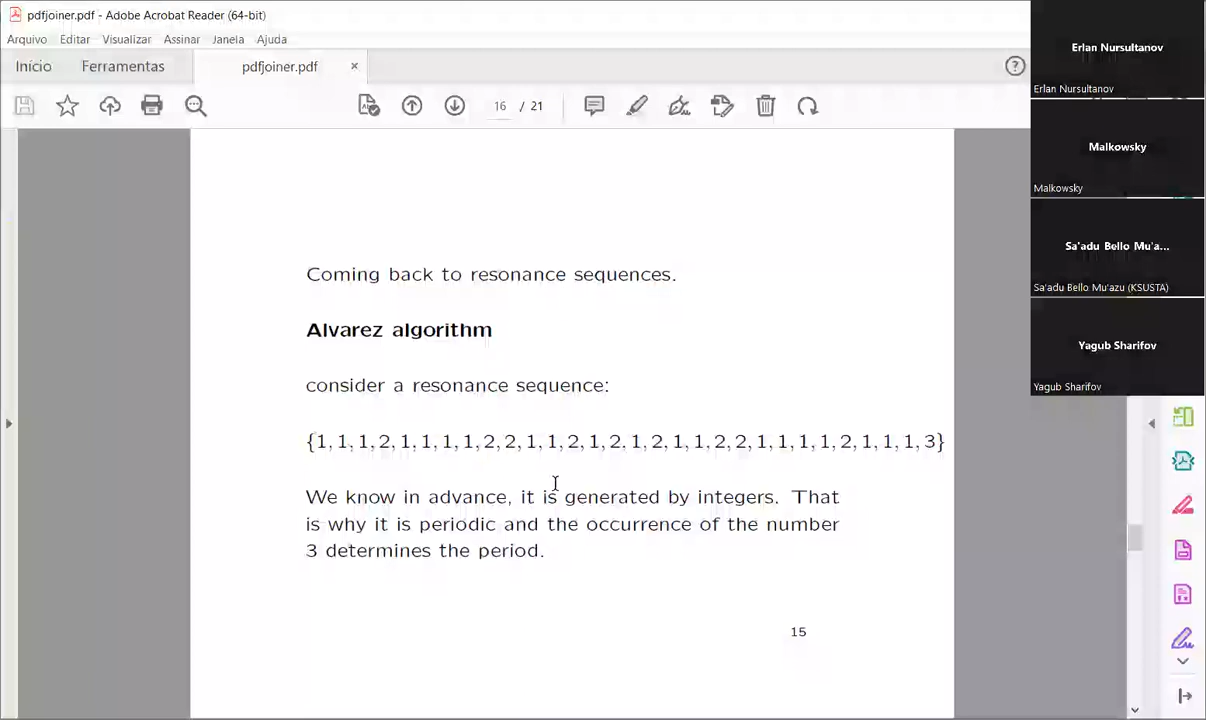 pdfjoiner.pdf - Adobe Acrobat Reader (64-bit)
Arquivo Editar Visualizar Assinar Janela Ajuda
Início Ferramentas pdfjoiner.pdf ×
16 / 21
Coming back to resonance sequences.
Alvarez algorithm
consider a resonance sequence:
{1, 1, 1, 2, 1, 1, 1, 1, 2, 2, 1, 1, 2, 1, 2, 1, 2, 1, 1, 2, 2, 1, 1, 1, 1, 2, 1, 1, 1, 3}
We know in advance, it is generated by integers. That
is why it is periodic and the occurrence of the number
3 determines the period.
15
Erlan Nursultanov
Erlan Nursultanov
Malkowsky
Malkowsky
Sa'adu Bello Mu'a...
Sa'adu Bello Mu'azu (KSUSTA)
Yagub Sharifov
Yagub Sharifov